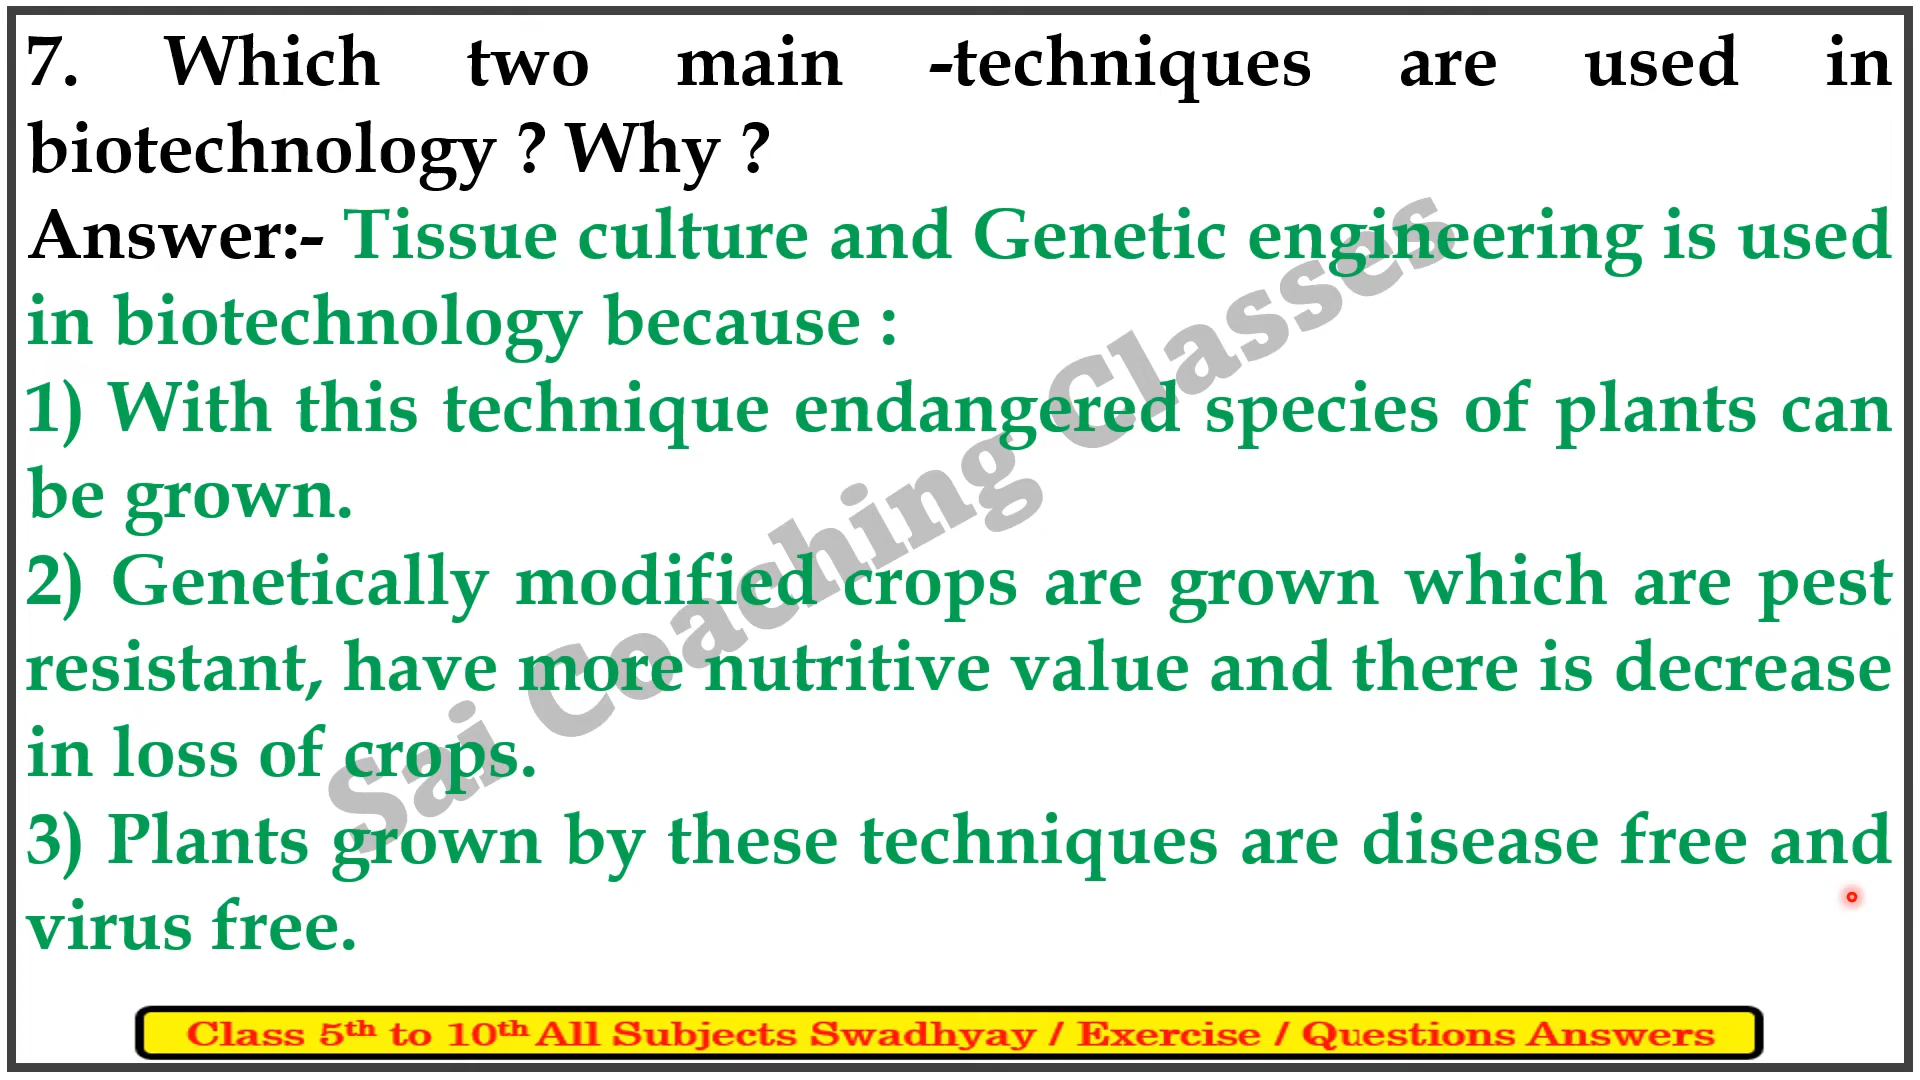 7. Which two main -techniques are used in
biotechnology ? Why ?
Answer:- Tissue culture and Genetic engineering is used
in biotechnology because :
1) With this technique endangered species of plants can
be grown.
2) Genetically modified crops are grown which are pest
resistant, have more nutritive value and there is decrease
in loss of crops.
3) Plants grown by these techniques are disease free and
virus free.
Sai Coaching Classes
Class 5th to 10th All Subjects Swadhyay / Exercise / Questions Answers